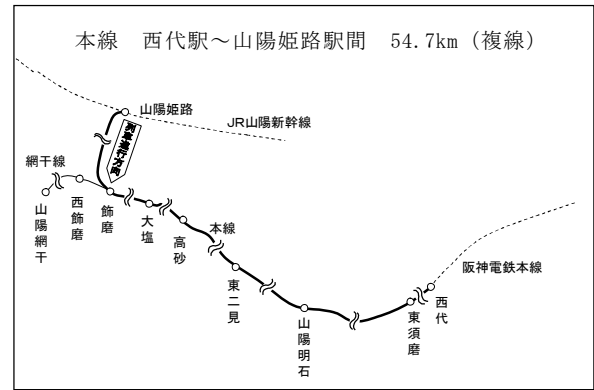 本線　西代駅～山陽姫路駅間　54.7km（複線）
山陽姫路
JR山陽新幹線
列車進行方向
網干線
山陽網干
西飾磨
飾磨
大塩
高砂
本線
東二見
山陽明石
東須磨
西代
阪神電鉄本線